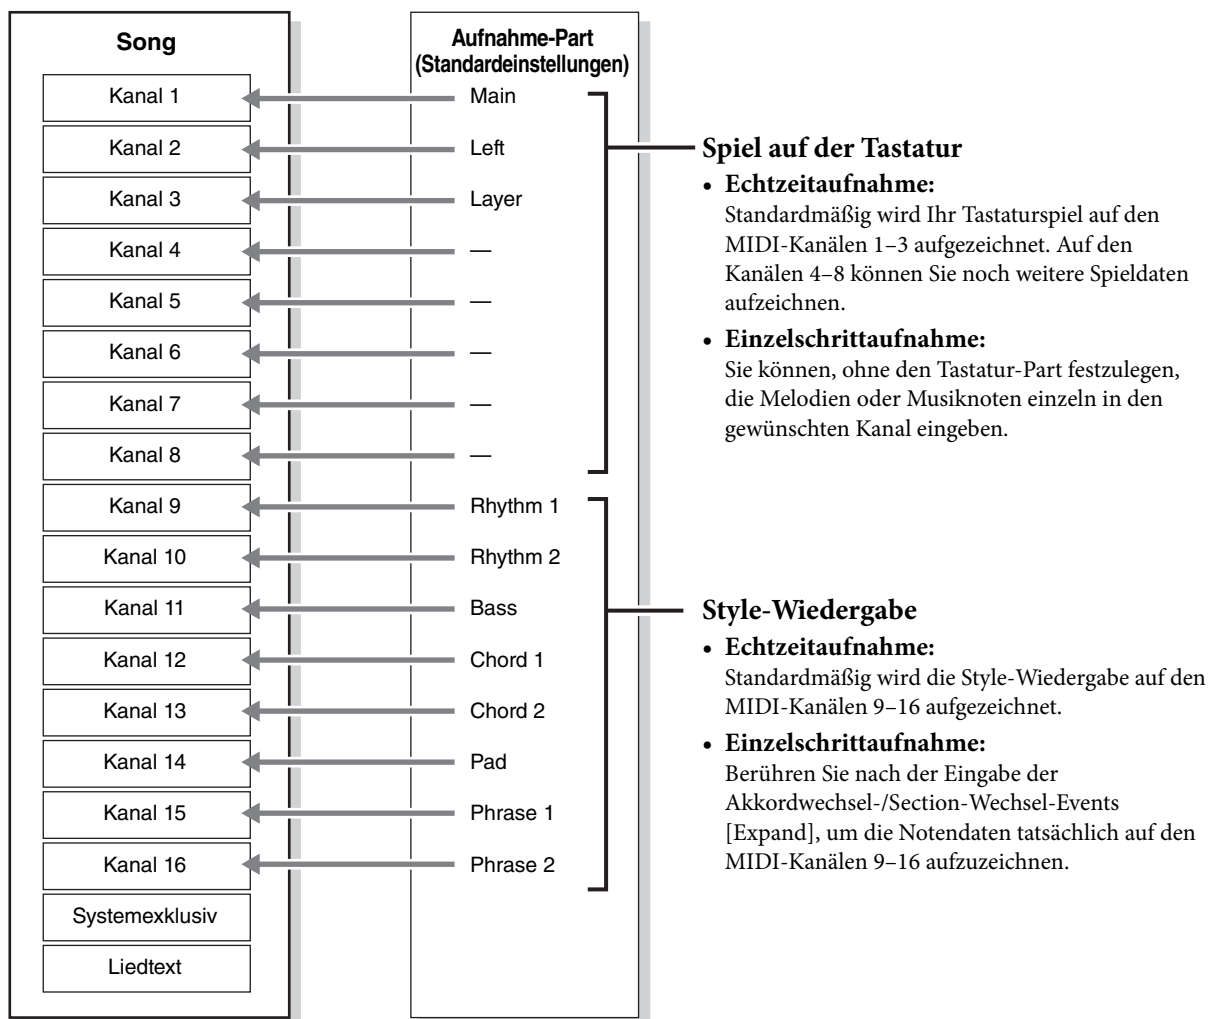 Song
Aufnahme-Part
(Standardeinstellungen)
Kanal 1
Main
Kanal 2
Left
Kanal 3
Layer
Kanal 4
—
Kanal 5
—
Kanal 6
—
Kanal 7
—
Kanal 8
—
Kanal 9
Rhythm 1
Kanal 10
Rhythm 2
Kanal 11
Bass
Kanal 12
Chord 1
Kanal 13
Chord 2
Kanal 14
Pad
Kanal 15
Phrase 1
Kanal 16
Phrase 2
Systemexklusiv
Liedtext
Spiel auf der Tastatur
• Echtzeitaufnahme:
Standardmäßig wird Ihr Tastaturspiel auf den
MIDI-Kanälen 1–3 aufgezeichnet. Auf den
Kanälen 4–8 können Sie noch weitere Spieldaten
aufzeichnen.
• Einzelschrittaufnahme:
Sie können, ohne den Tastatur-Part festzulegen,
die Melodien oder Musiknoten einzeln in den
gewünschten Kanal eingeben.
Style-Wiedergabe
• Echtzeitaufnahme:
Standardmäßig wird die Style-Wiedergabe auf den
MIDI-Kanälen 9–16 aufgezeichnet.
• Einzelschrittaufnahme:
Berühren Sie nach der Eingabe der
Akkordwechsel-/Section-Wechsel-Events
[Expand], um die Notendaten tatsächlich auf den
MIDI-Kanälen 9–16 aufzuzeichnen.